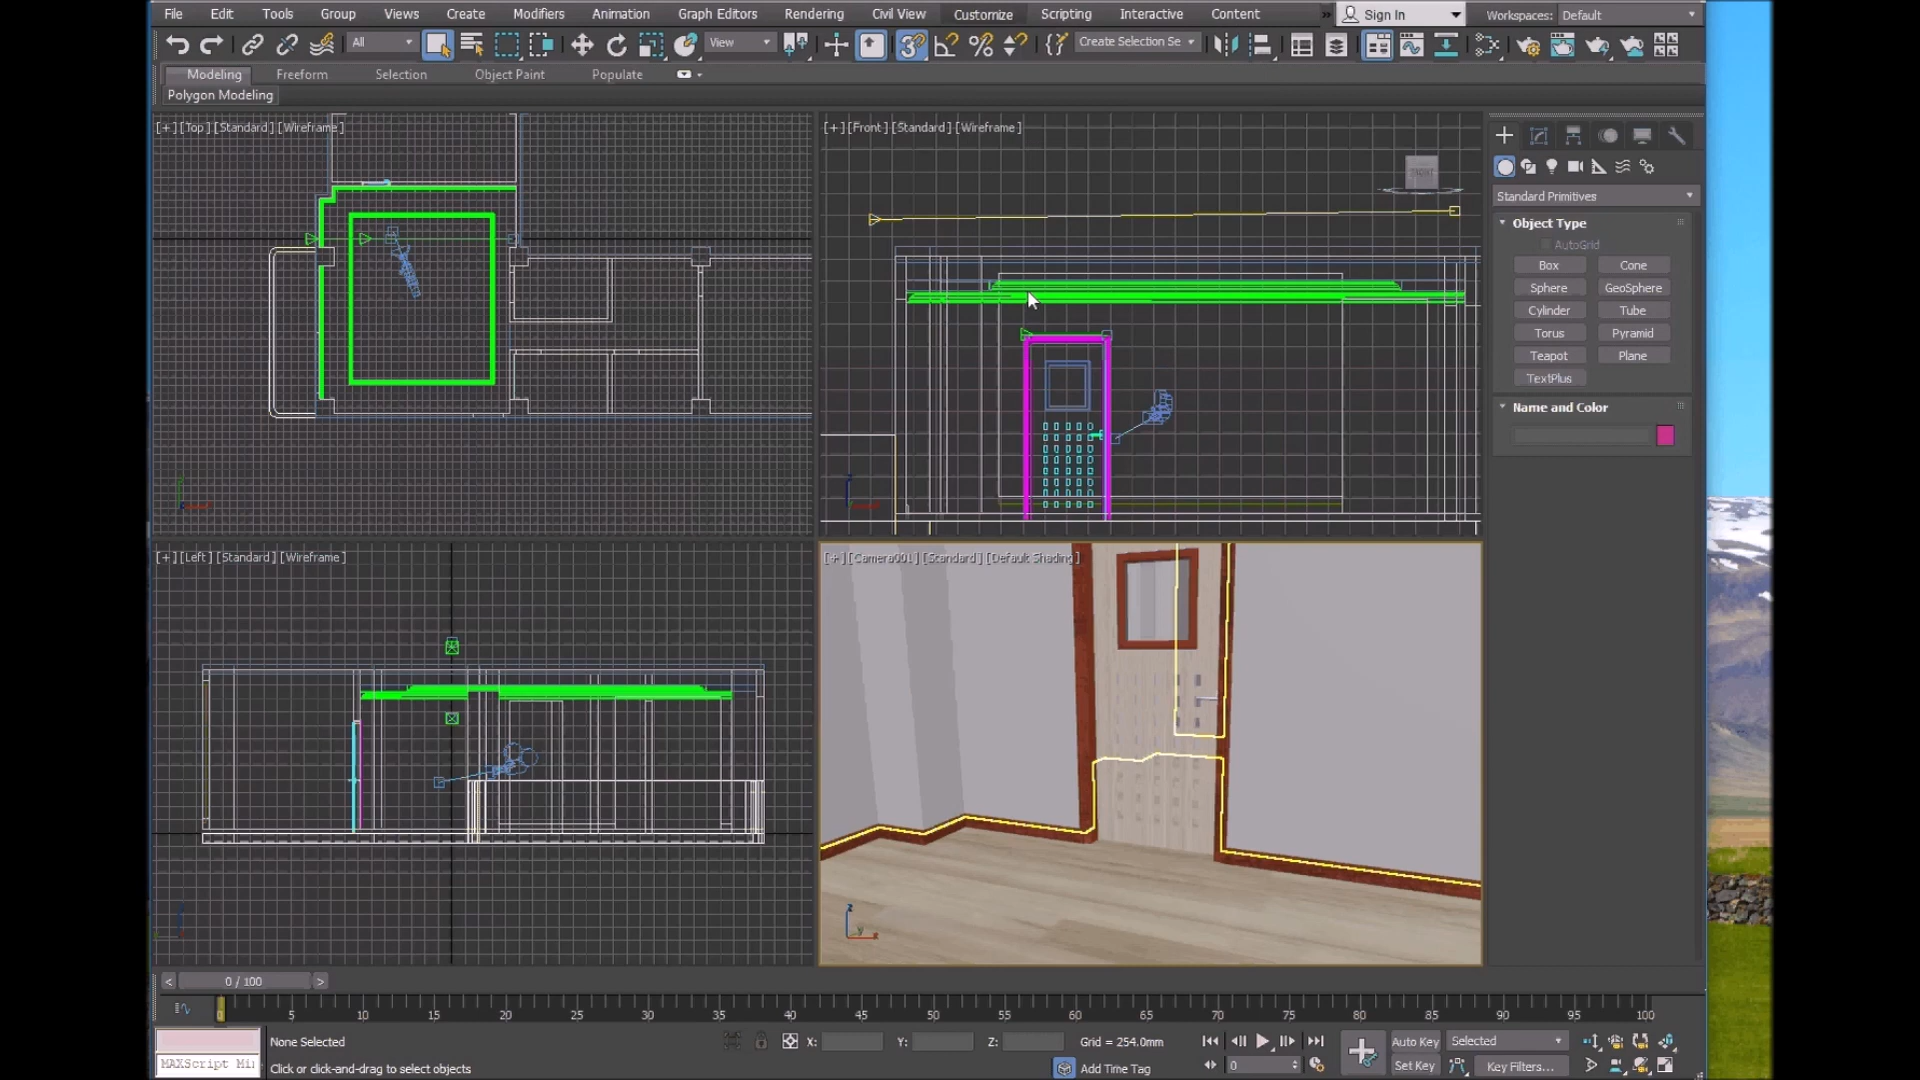 File Edit Tools Group Views Create Modifiers Animation Graph Editors Rendering Civil View Customize Scripting Interactive Content Sign In Workspaces: Default
All View Create Selection Se
Modeling Freeform Selection Object Paint Populate
Polygon Modeling
[+] [Top] [Standard] [Wireframe]
[+] [Front] [Standard] [Wireframe]
Standard Primitives
Object Type
AutoGrid
Box Cone
Sphere GeoSphere
Cylinder Tube
Torus Pyramid
Teapot Plane
TextPlus
Name and Color
[+] [Left] [Standard] [Wireframe]
[+] [Camera001] [Standard] [Default Shading]
0 / 100
0 5 10 15 20 25 30 35 40 45 50 55 60 65 70 75 80 85 90 95 100
None Selected X: Y: Z: Grid = 254.0mm Auto Key Selected
MAXScript Mi Click or click-and-drag to select objects Add Time Tag 0 Set Key Key Filters...